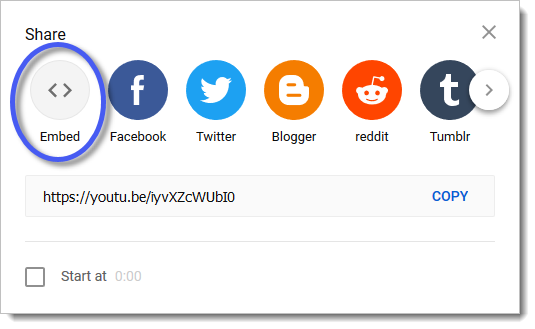 Share
Embed Facebook Twitter Blogger reddit Tumblr
https://youtu.be/iyvXZcWUbI0 COPY
Start at 0:00